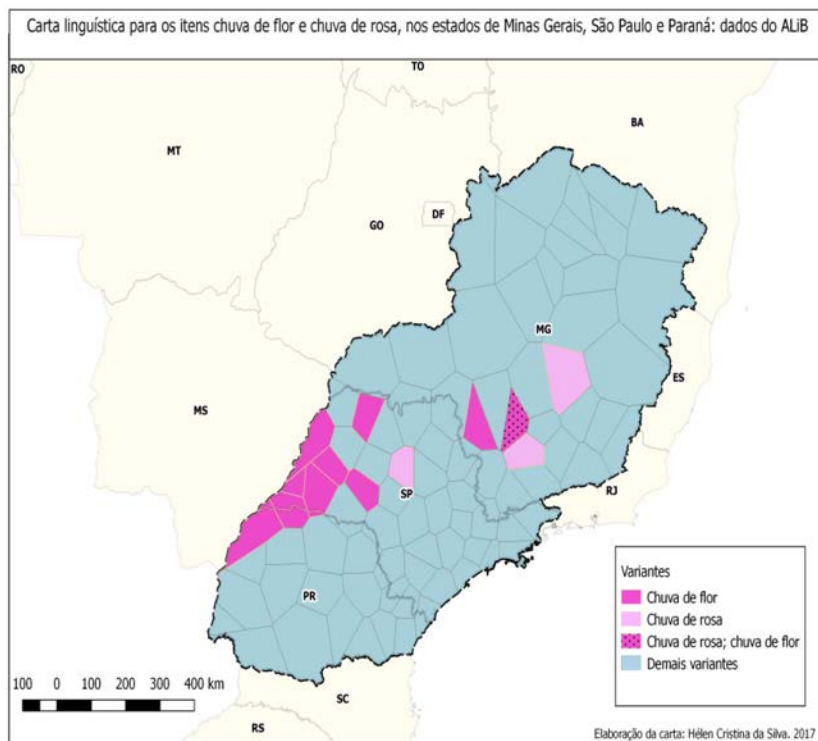 Carta linguística para os itens chuva de flor e chuva de rosa, nos estados de Minas Gerais, São Paulo e Paraná: dados do ALiB
RO
TO
BA
MT
DF
GO
MG
ES
MS
SP
RJ
PR
SC
RS
Variantes
Chuva de flor
Chuva de rosa
Chuva de rosa; chuva de flor
Demais variantes
100 0 100 200 300 400 km
Elaboração da carta: Hélen Cristina da Silva. 2017